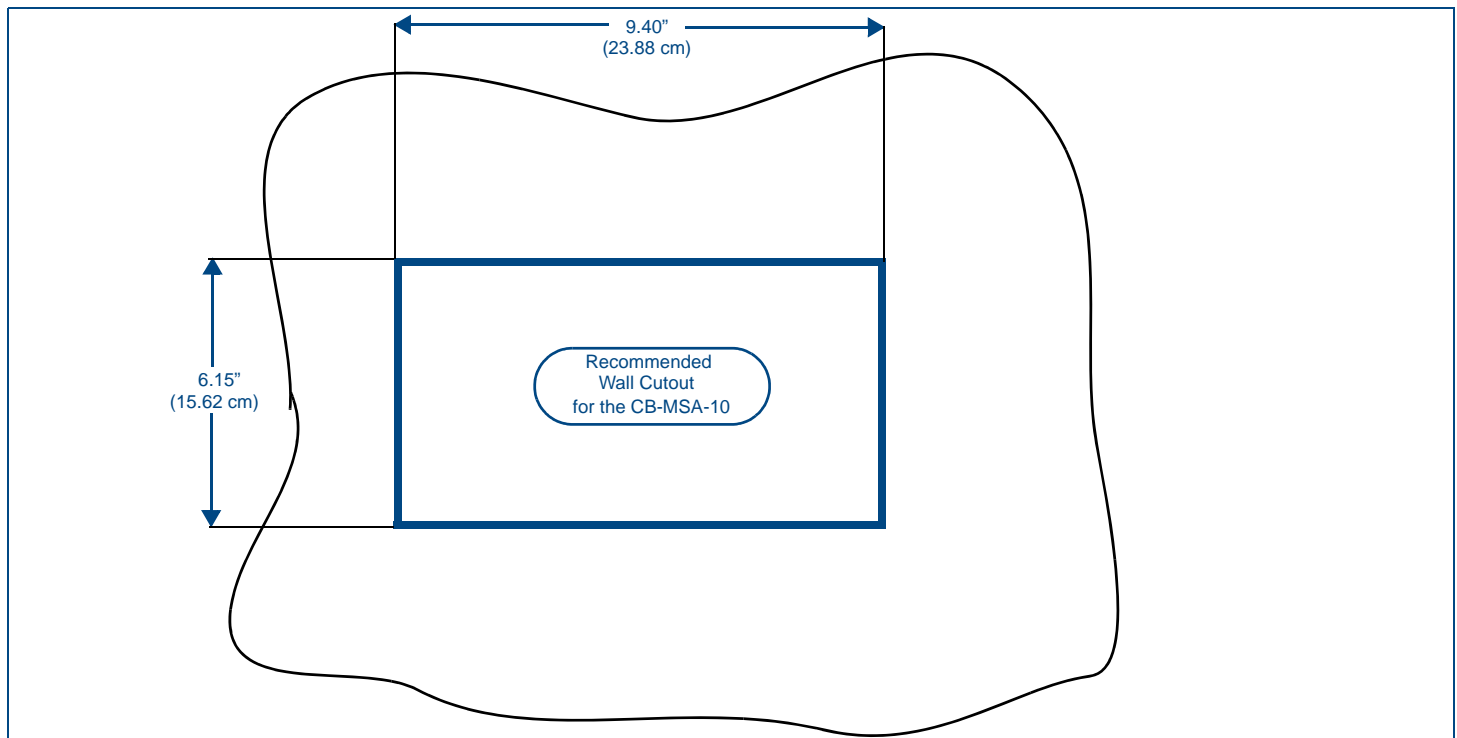 9.40”
(23.88 cm)
6.15”
(15.62 cm)
Recommended
Wall Cutout
for the CB-MSA-10